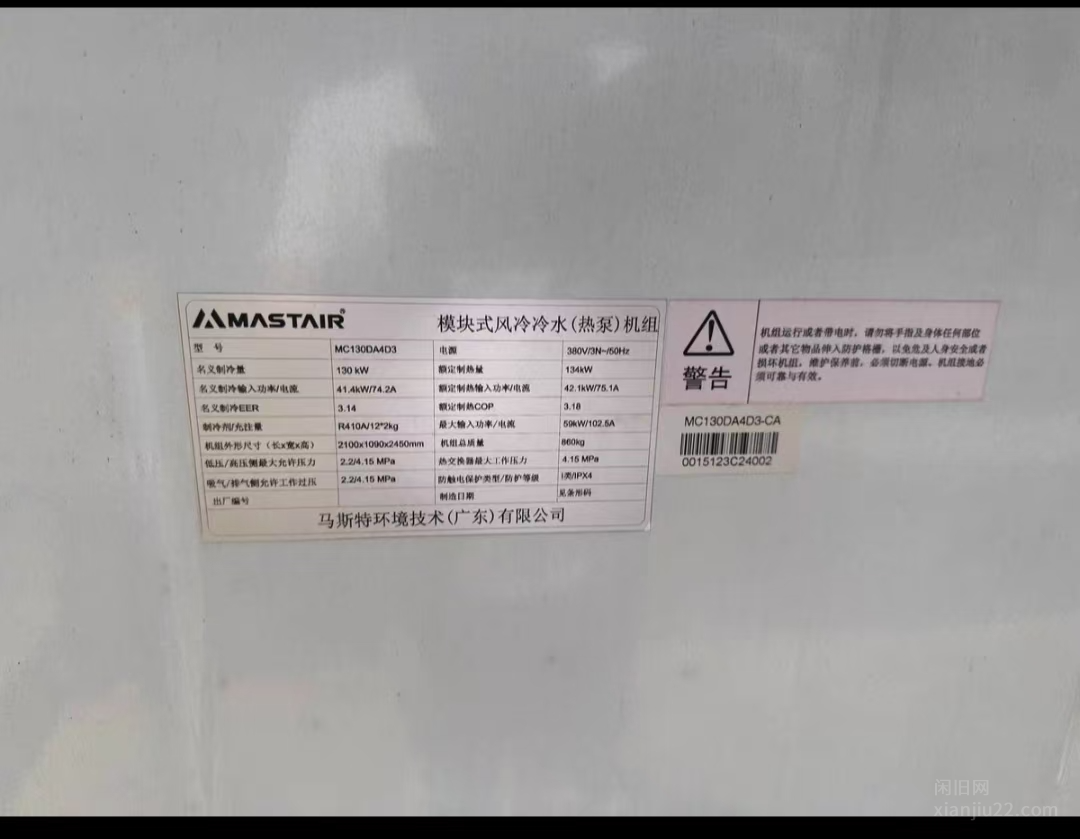 MASTAIR®
模块式风冷冷水(热泵)机组
型 号 MC130DA4D3 电源 380V/3N~/50Hz
名义制冷量 130 kW 额定制热量 134kW
名义制冷输入功率/电流 41.4kW/74.2A 额定制热输入功率/电流 42.1kW/75.1A
名义制冷EER 3.14 额定制热COP 3.18
制冷剂/充注量 R410A/12*2kg 最大输入功率/电流 59kW/102.5A
机组外形尺寸(长x宽x高) 2100x1090x2450mm 机组总质量 860kg
低压/高压侧最大允许压力 2.2/4.15 MPa 热交换器最大工作压力 4.15 MPa
吸气/排气侧允许工作过压 2.2/4.15 MPa 防触电保护类型/防护等级 I类/IPX4
出厂编号 制造日期 见条形码
马斯特环境技术(广东)有限公司
警告
机组运行或者带电时，请勿将手指及身体任何部位
或者其它物品伸入防护格栅，以免危及人身安全或者
损坏机组，维护保养前，必须切断电源。机组接地必
须可靠与有效。
MC130DA4D3-CA
0015123C24002
闲旧网
xianjiu22.com